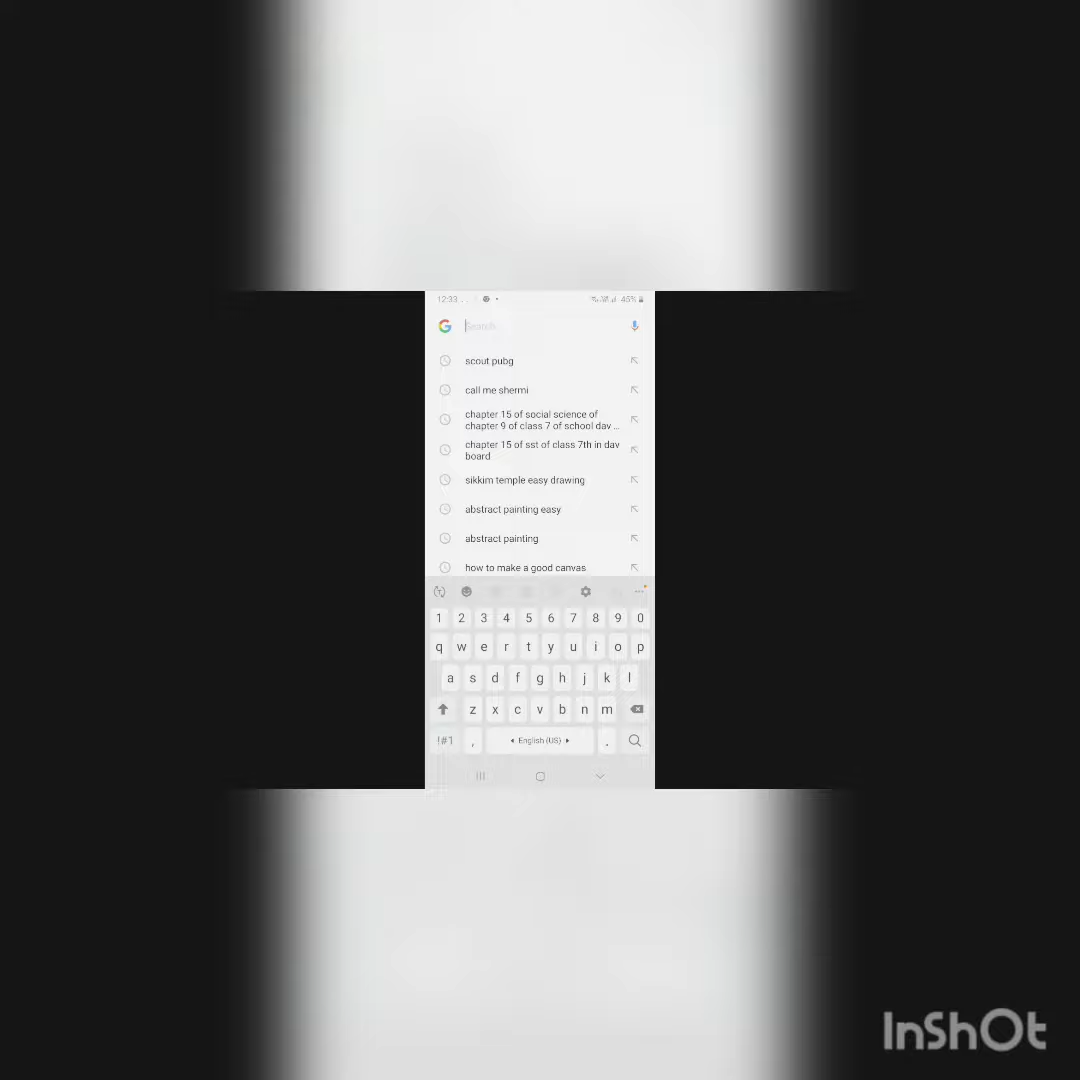 12:33
45%
Search
scout pubg
call me shermi
chapter 15 of social science of
chapter 9 of class 7 of school dav ...
chapter 15 of sst of class 7th in dav
board
sikkim temple easy drawing
abstract painting easy
abstract painting
how to make a good canvas
1 2 3 4 5 6 7 8 9 0
q w e r t y u i o p
a s d f g h j k l
z x c v b n m
!#1 , English (US) .
InShOt